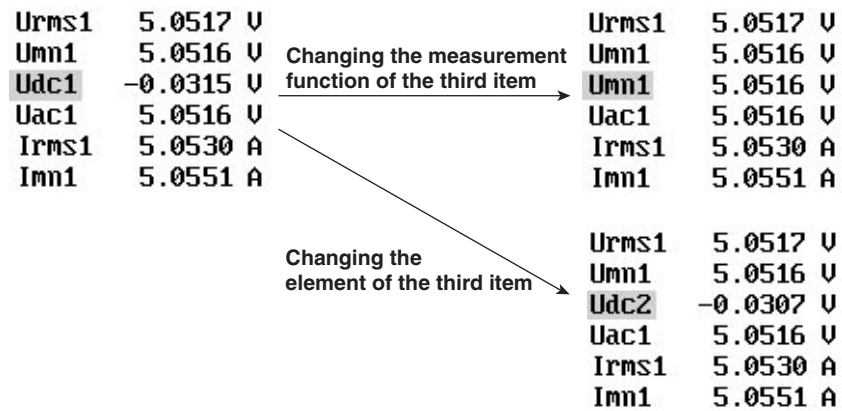 Urms1 5.0517 V
Umn1 5.0516 V
Udc1 -0.0315 V
Uac1 5.0516 V
Irms1 5.0530 A
Imn1 5.0551 A
Changing the measurement
function of the third item
Urms1 5.0517 V
Umn1 5.0516 V
Umn1 5.0516 V
Uac1 5.0516 V
Irms1 5.0530 A
Imn1 5.0551 A
Changing the
element of the third item
Urms1 5.0517 V
Umn1 5.0516 V
Udc2 -0.0307 V
Uac1 5.0516 V
Irms1 5.0530 A
Imn1 5.0551 A